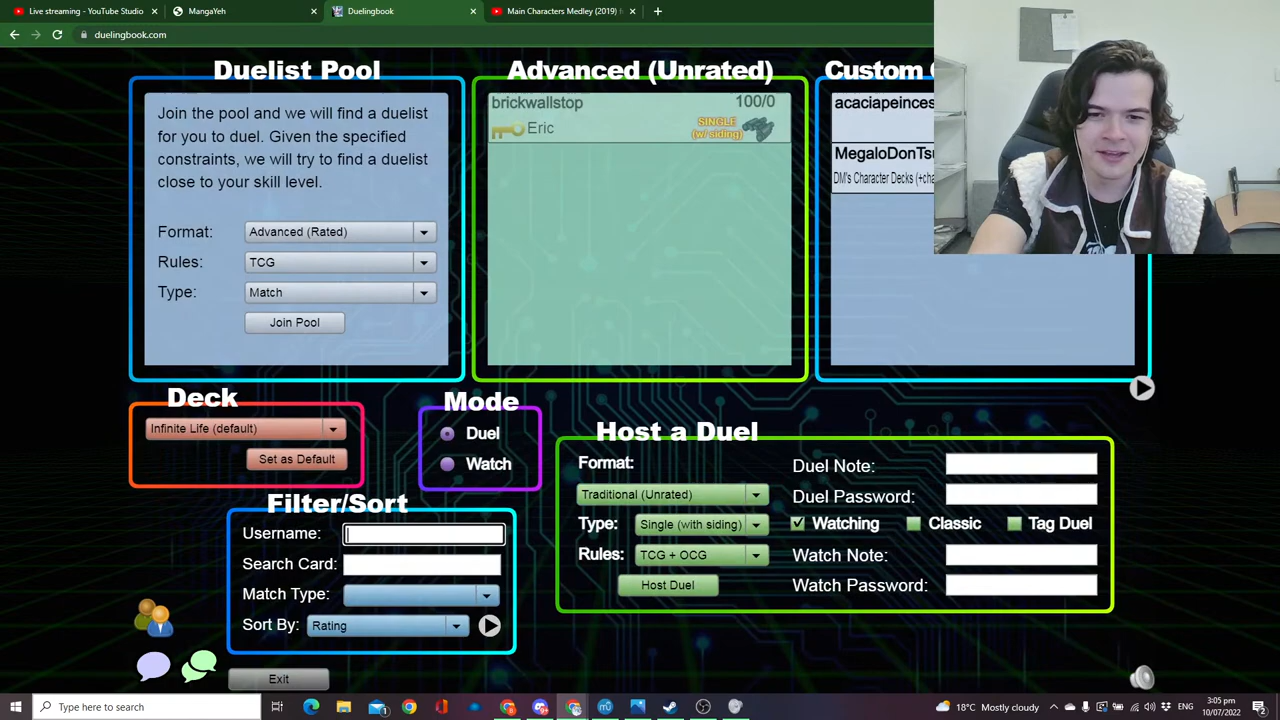 Live streaming - YouTube Studio
MangaYeh
Duelingbook
Main Characters Medley (2019)
duelingbook.com
Duelist Pool
Join the pool and we will find a duelist
for you to duel. Given the specified
constraints, we will try to find a duelist
close to your skill level.
Format: Advanced (Rated)
Rules: TCG
Type: Match
Join Pool
Advanced (Unrated)
brickwallstop 100/0
Eric SINGLE
(w/ siding)
Custom
acaciapeinces
MegaloDonTsu
DM's Character Decks (+cha
Deck
Infinite Life (default)
Set as Default
Mode
Duel
Watch
Filter/Sort
Username:
Search Card:
Match Type:
Sort By: Rating
Exit
Host a Duel
Format:
Traditional (Unrated)
Type: Single (with siding)
Rules: TCG + OCG
Host Duel
Duel Note:
Duel Password:
Watching Classic Tag Duel
Watch Note:
Watch Password:
Type here to search
18°C Mostly cloudy
ENG
3:05 pm
10/07/2022